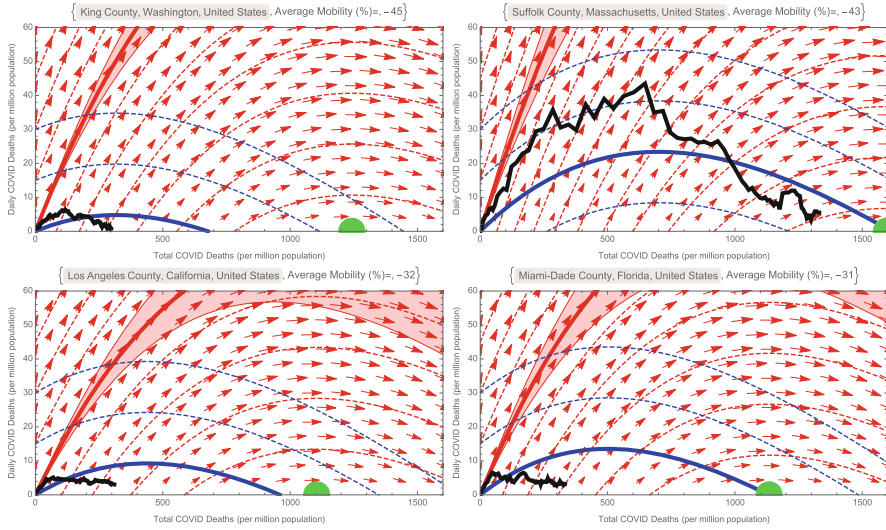 { King County, Washington, United States , Average Mobility (%)=, −45}
{ Suffolk County, Massachusetts, United States , Average Mobility (%)=, −43}
Daily COVID Deaths (per million population)
60
50
40
30
20
10
0
0 500 1000 1500
Total COVID Deaths (per million population)
Daily COVID Deaths (per million population)
60
50
40
30
20
10
0
0 500 1000 1500
Total COVID Deaths (per million population)
{ Los Angeles County, California, United States , Average Mobility (%)=, −32}
{ Miami-Dade County, Florida, United States , Average Mobility (%)=, −31}
Daily COVID Deaths (per million population)
60
50
40
30
20
10
0
0 500 1000 1500
Total COVID Deaths (per million population)
Daily COVID Deaths (per million population)
60
50
40
30
20
10
0
0 500 1000 1500
Total COVID Deaths (per million population)